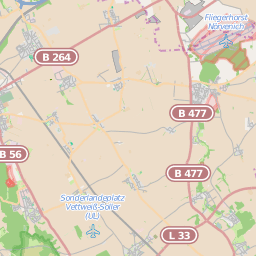 Fliegerhorst
Nörvenich
B 264
B 477
B 56
B 477
Sonderlandeplatz
Vettweiß-Soller
(UL)
L 33